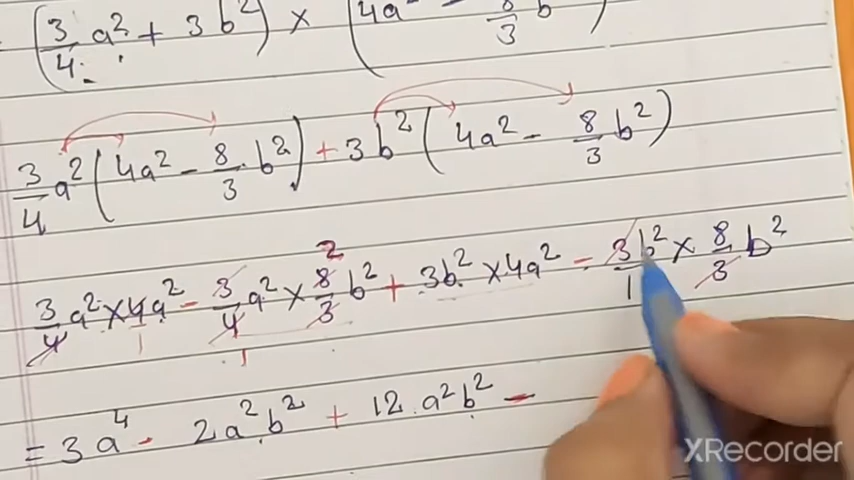 (3/4 a² + 3b²) × (4a² - 8/3 b²)
3/4 a² (4a² - 8/3 b²) + 3b² (4a² - 8/3 b²)
3/4 a² × 4a² - 3/4 a² × 8/3 b² + 3b² × 4a² - 3b²/1 × 8/3 b²
= 3a⁴ - 2a²b² + 12a²b² -
XRecorder